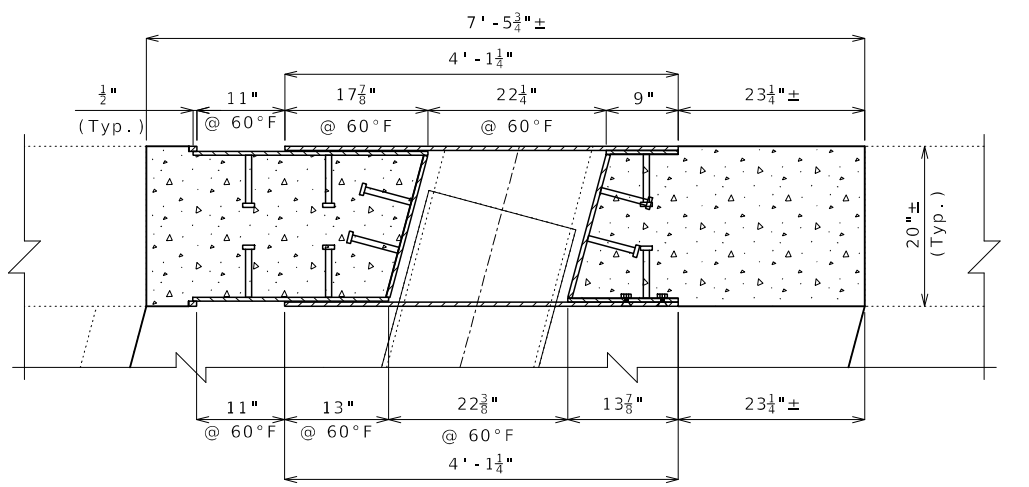 7'-5¾"±
4'-1¼"
½" 11" 17⅞" 22¼" 9" 23¼"±
(Typ.) @ 60°F @ 60°F @ 60°F
20"±
(Typ.)
11" 13" 22⅜" 13⅞" 23¼"±
@ 60°F @ 60°F @ 60°F
4'-1¼"